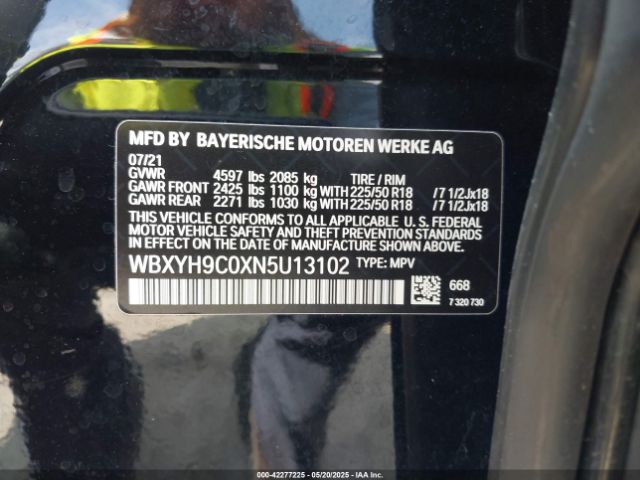 MFD BY BAYERISCHE MOTOREN WERKE AG
07/21
GVWR 4597 lbs 2085 kg TIRE / RIM
GAWR FRONT 2425 lbs 1100 kg WITH 225/50 R18 /7 1/2Jx18
GAWR REAR 2271 lbs 1030 kg WITH 225/50 R18 /7 1/2Jx18
THIS VEHICLE CONFORMS TO ALL APPLICABLE U. S. FEDERAL
MOTOR VEHICLE SAFETY AND THEFT PREVENTION STANDARDS
IN EFFECT ON THE DATE OF MANUFACTURE SHOWN ABOVE.
WBXYH9C0XN5U13102 TYPE: MPV
668
7 320 730
000-42277225 - 05/20/2025 - IAAI.COM